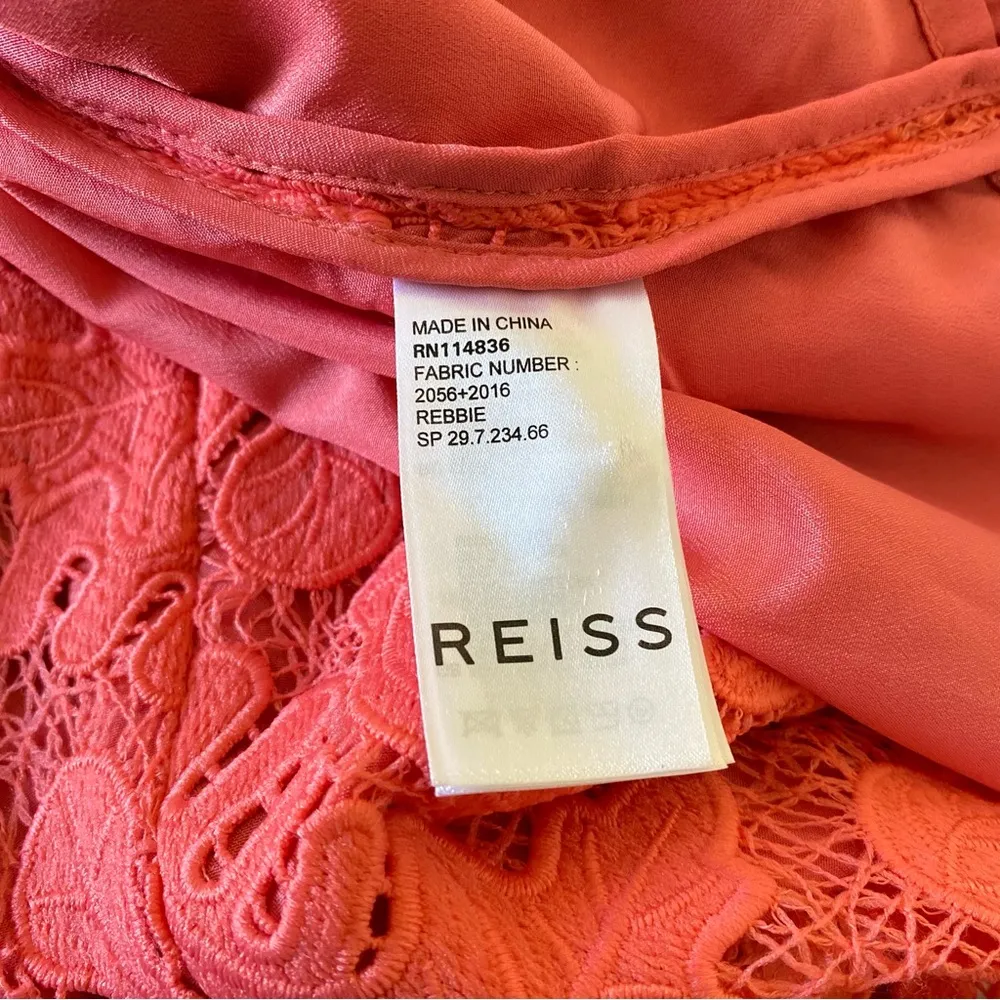 MADE IN CHINA
RN114836
FABRIC NUMBER :
2056+2016
REBBIE
SP 29.7.234.66
REISS